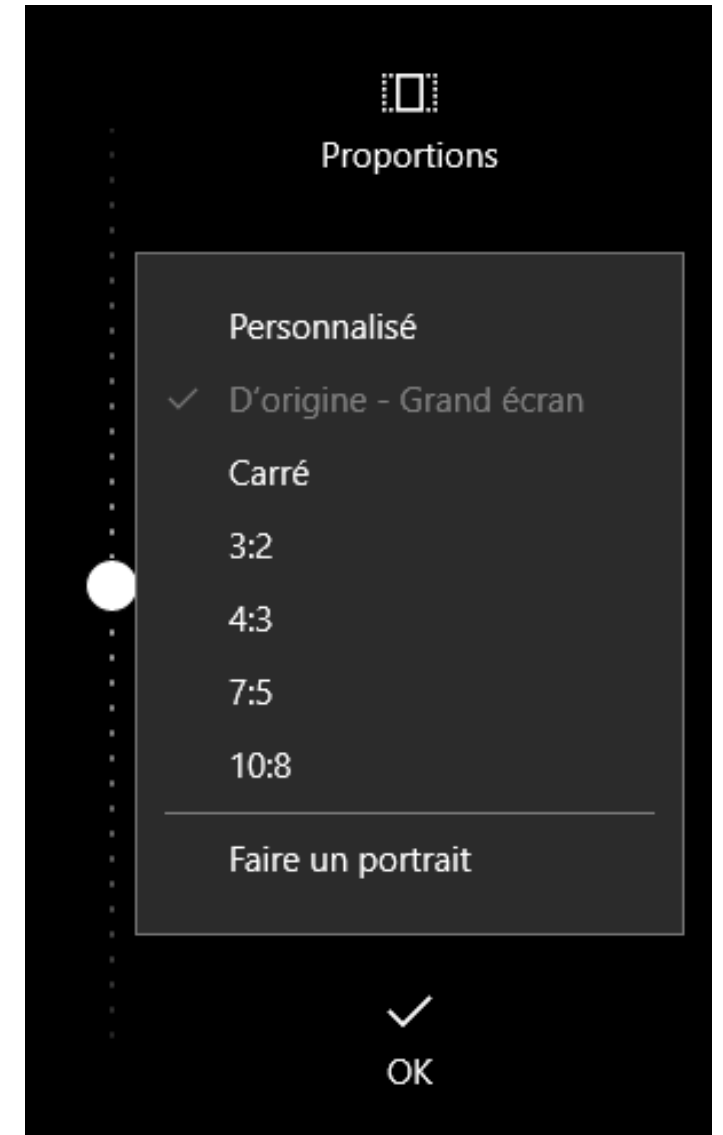 Proportions
Personnalisé
D'origine - Grand écran
Carré
3:2
4:3
7:5
10:8
Faire un portrait
OK